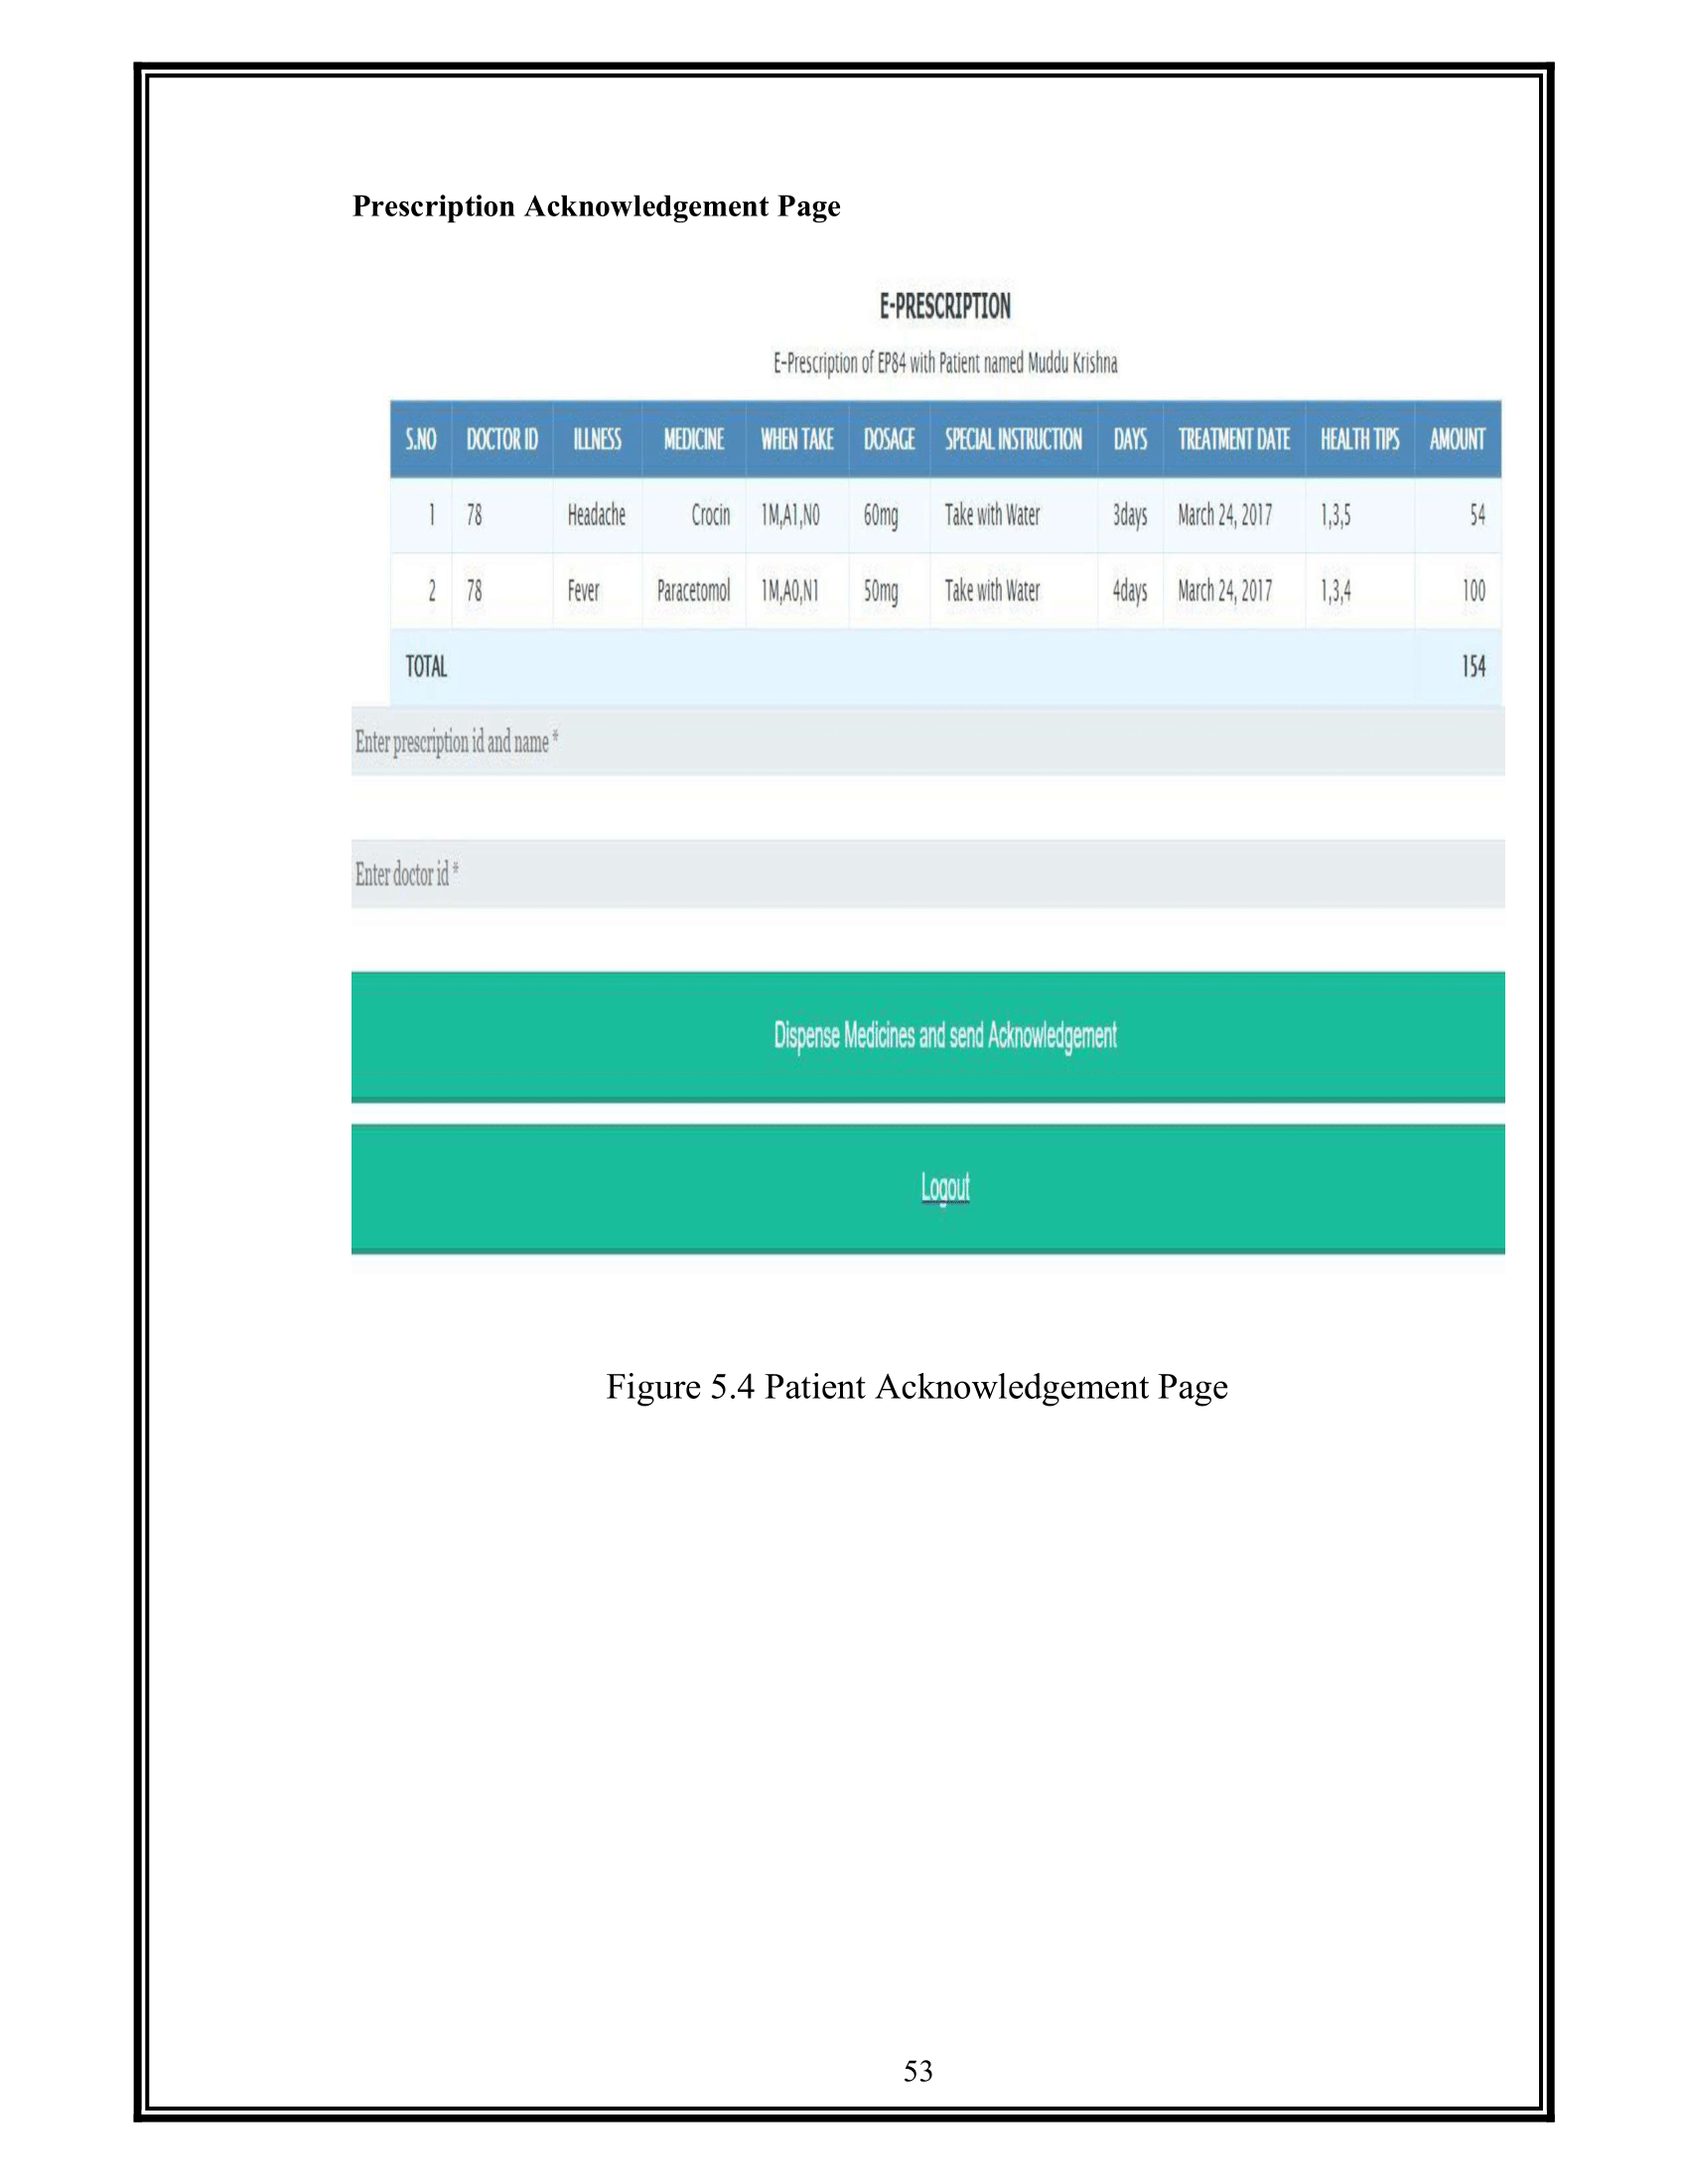 Prescription Acknowledgement Page
E-PRESCRIPTION
E-Prescription of EP84 with Patient named Muddu Krishna
S.NO DOCTOR ID ILLNESS MEDICINE WHEN TAKE DOSAGE SPECIAL INSTRUCTION DAYS TREATMENT DATE HEALTH TIPS AMOUNT
1 78 Headache Crocin 1M,A1,N0 60mg Take with Water 3days March 24, 2017 1,3,5 54
2 78 Fever Paracetomol 1M,A0,N1 50mg Take with Water 4days March 24, 2017 1,3,4 100
TOTAL 154
Enter prescription id and name *
Enter doctor id *
Dispense Medicines and send Acknowledgement
Logout
Figure 5.4 Patient Acknowledgement Page
53